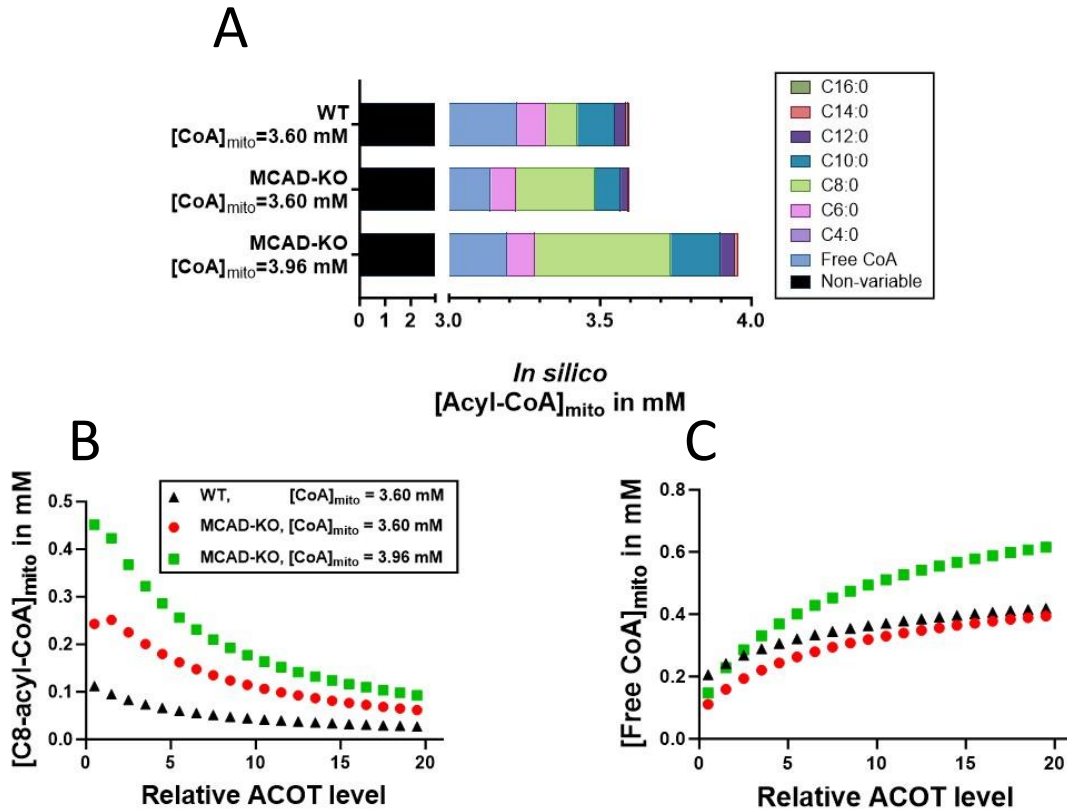 A
WT
[CoA]mito=3.60 mM
MCAD-KO
[CoA]mito=3.60 mM
MCAD-KO
[CoA]mito=3.96 mM
0 1 2 3.0 3.5 4.0
In silico
[Acyl-CoA]mito in mM
C16:0
C14:0
C12:0
C10:0
C8:0
C6:0
C4:0
Free CoA
Non-variable
B
[C8-acyl-CoA]mito in mM
0.5
0.4
0.3
0.2
0.1
0.0
0 5 10 15 20
Relative ACOT level
WT, [CoA]mito = 3.60 mM
MCAD-KO, [CoA]mito = 3.60 mM
MCAD-KO, [CoA]mito = 3.96 mM
C
[Free CoA]mito in mM
0.8
0.6
0.4
0.2
0.0
0 5 10 15 20
Relative ACOT level